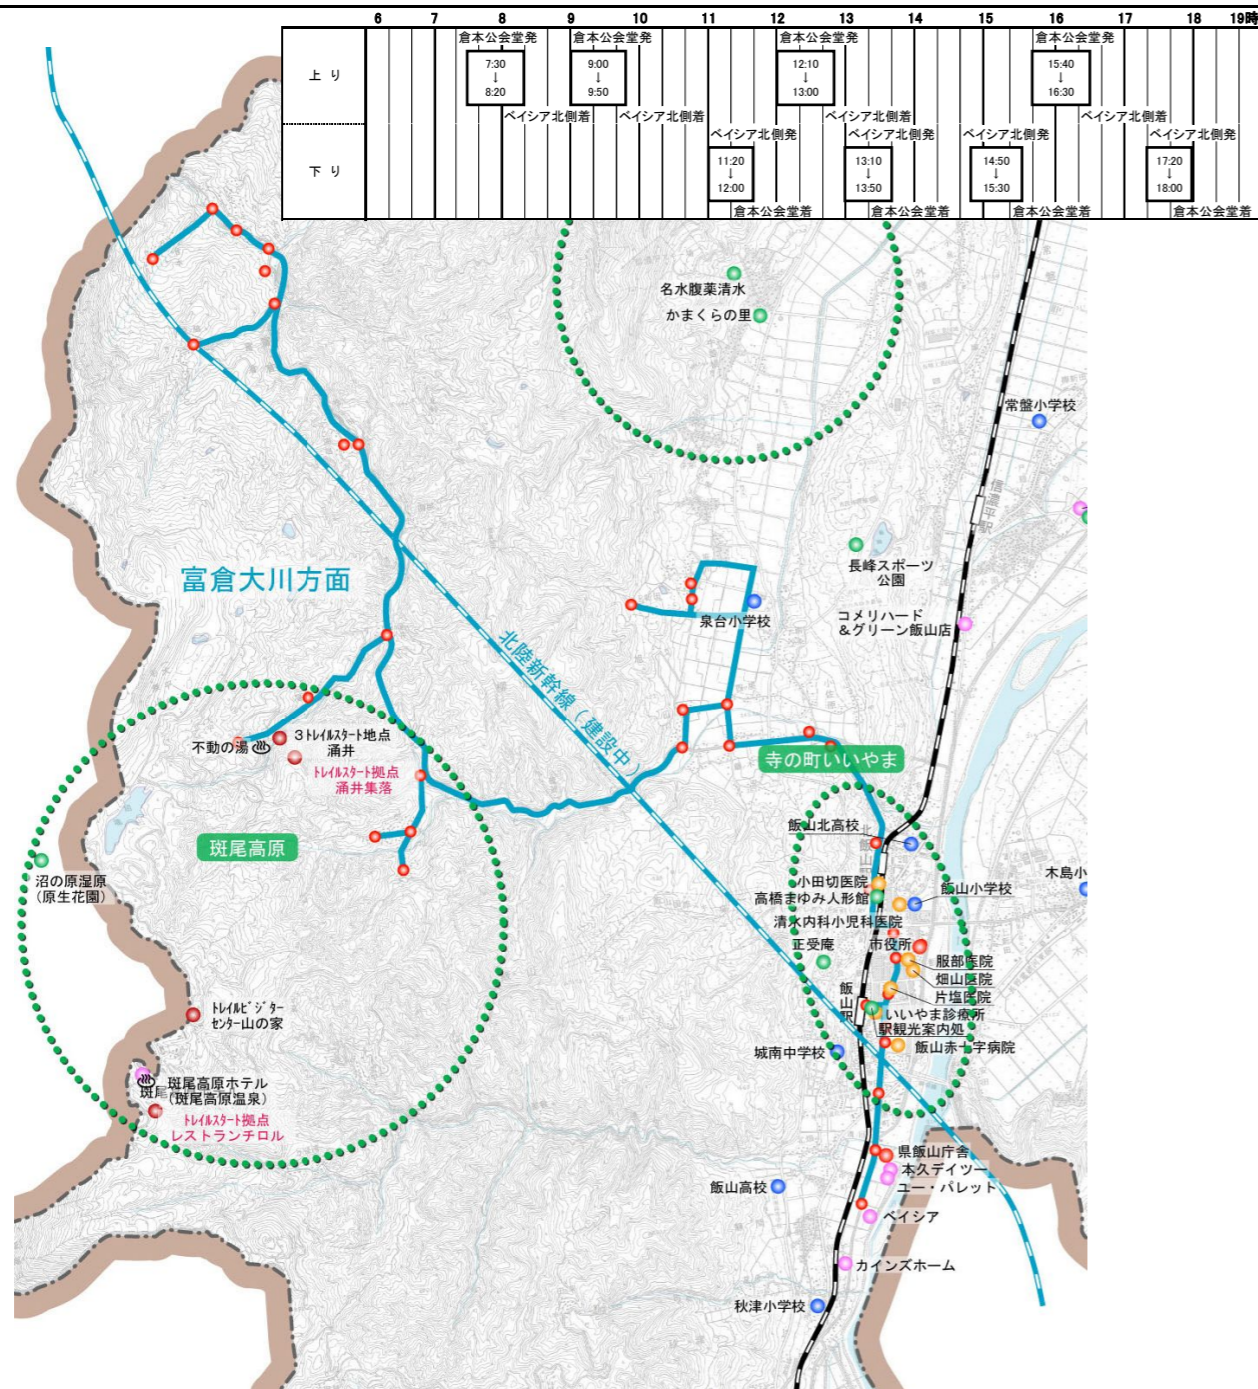 6 7 8 9 10 11 12 13 14 15 16 17 18 19時
上り
倉本公会堂発 倉本公会堂発 倉本公会堂発 倉本公会堂発
7:30 9:00 12:10 15:40
↓ ↓ ↓ ↓
8:20 9:50 13:00 16:30
ベイシア北側着 ベイシア北側着 ベイシア北側着 ベイシア北側着
下り
ベイシア北側発 ベイシア北側発 ベイシア北側発 ベイシア北側発
11:20 13:10 14:50 17:20
↓ ↓ ↓ ↓
12:00 13:50 15:30 18:00
倉本公会堂着 倉本公会堂着 倉本公会堂着 倉本公会堂着
名水腹薬清水
かまくらの里
常盤小学校
長峰スポーツ
公園
富倉大川方面
泉台小学校
コメリハード
&グリーン飯山店
北陸新幹線(建設中)
不動の湯
3トレイルスタート地点
涌井
トレイルスタート拠点
涌井集落
寺の町いいやま
斑尾高原
飯山北高校
沼の原湿原
(原生花園)
小田切医院
高橋まゆみ人形館
飯山小学校
木島小
清水内科小児科医院
正受庵
市役所
服部医院
畑山医院
片塩医院
飯山駅
いいやま診療所
駅観光案内処
トレイルビジター
センター山の家
城南中学校
飯山赤十字病院
斑尾高原ホテル
(斑尾高原温泉)
トレイルスタート拠点
レストランチロル
県飯山庁舎
本久デイツー
ユー・パレット
飯山高校
ベイシア
カインズホーム
秋津小学校